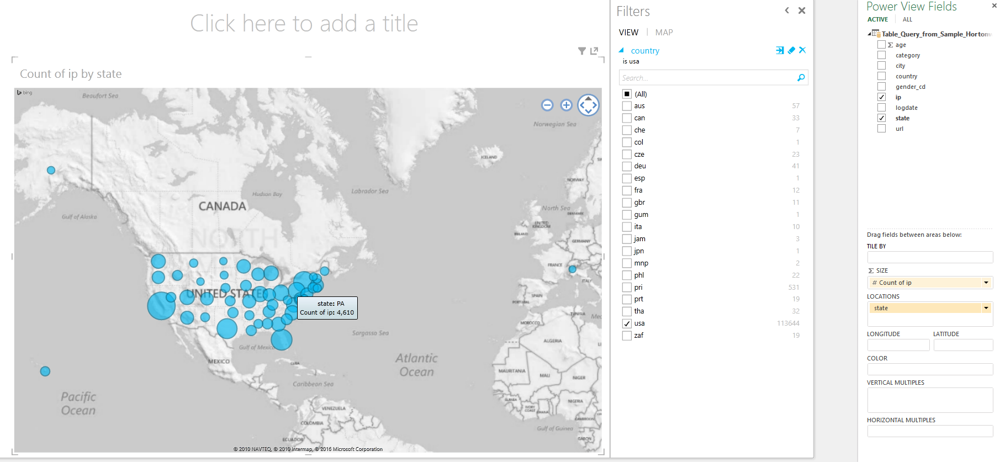 Click here to add a title
Count of ip by state
bing
Beaufort Sea
Norwegian Sea
ICELAND
NORWAY
Hudson Bay
Labrador Sea
CANADA
Gulf of Alaska
North Sea
DENMARK
UNITED
KINGDOM
IRELAND
NORTH
GERMANY
FRANCE
ITALY
UNITED STATE
SPAIN
PORTUGAL
state: PA
Count of ip: 4,610
TUNISIA
Med
MOROCCO
Sargasso Sea
ALGERIA
Gulf of Mexico
MEXICO
CUBA
Atlantic
Ocean
MAURITANIA
MALI
NIGER
Caribbean Sea
Pacific
Ocean
GUINEA
NIGERIA
IVORY
COAST
GHANA
VENEZUELA
CAMEROON
COLOMBIA
Gulf of Guinea
ECUADOR
GABON
© 2010 NAVTEQ, © 2010 Intermap, © 2016 Microsoft Corporation
Filters
VIEW | MAP
country
is usa
Search...
(All)
aus 57
can 33
che 7
col 1
cze 23
deu 41
esp 1
fra 12
gbr 11
gum 1
ita 10
jam 3
jpn 1
mnp 2
phl 22
pri 531
prt 19
tha 32
usa 113644
zaf 19
Power View Fields
ACTIVE | ALL
Table_Query_from_Sample_Horton
Σ age
category
city
country
gender_cd
ip
logdate
state
url
Drag fields between areas below:
TILE BY
Σ SIZE
# Count of ip
LOCATIONS
state
LONGITUDE LATITUDE
COLOR
VERTICAL MULTIPLES
HORIZONTAL MULTIPLES